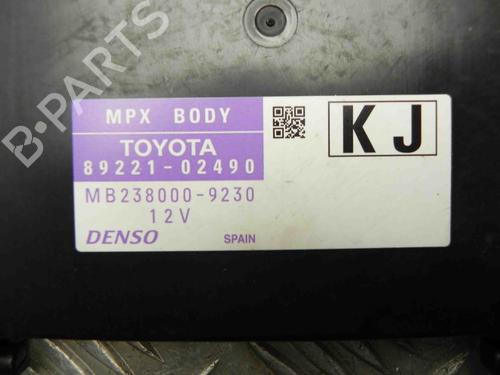 B-PARTS
MPX BODY
TOYOTA
89221-02490
MB238000-9230
12V
DENSO
SPAIN
KJ